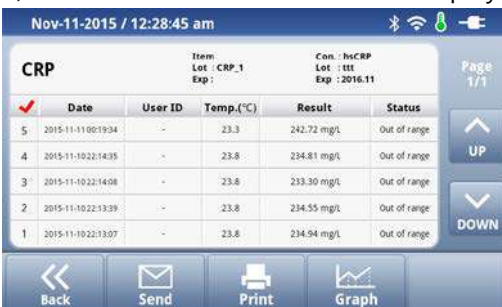 Nov-11-2015 / 12:28:45 am
CRP
Item
Lot : CRP_1
Exp :
Con. : hsCRP
Lot : ttt
Exp : 2016.11
Page
1/1
Date User ID Temp.(°C) Result Status
5 2015-11-11 00:19:34 - 23.3 242.72 mg/L Out of range
4 2015-11-10 22:14:35 - 23.8 234.81 mg/L Out of range
3 2015-11-10 22:14:08 - 23.8 233.30 mg/L Out of range
2 2015-11-10 22:13:39 - 23.8 234.55 mg/L Out of range
1 2015-11-10 22:13:07 - 23.8 234.94 mg/L Out of range
UP
DOWN
Back Send Print Graph